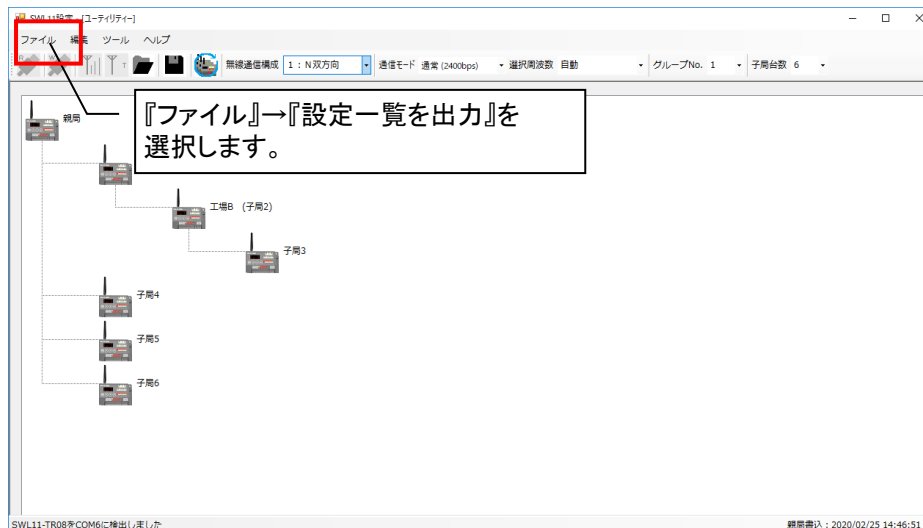 SWL11設定 - [ユーティリティー]
ファイル 編集 ツール ヘルプ
無線通信構成 1：N双方向 通信モード 通常 (2400bps) 選択周波数 自動 グループNo. 1 子局台数 6
親局
『ファイル』→『設定一覧を出力』を
選択します。
工場B (子局2)
子局3
子局4
子局5
子局6
SWL11-TR08をCOM6に検出しました 親局書込：2020/02/25 14:46:51